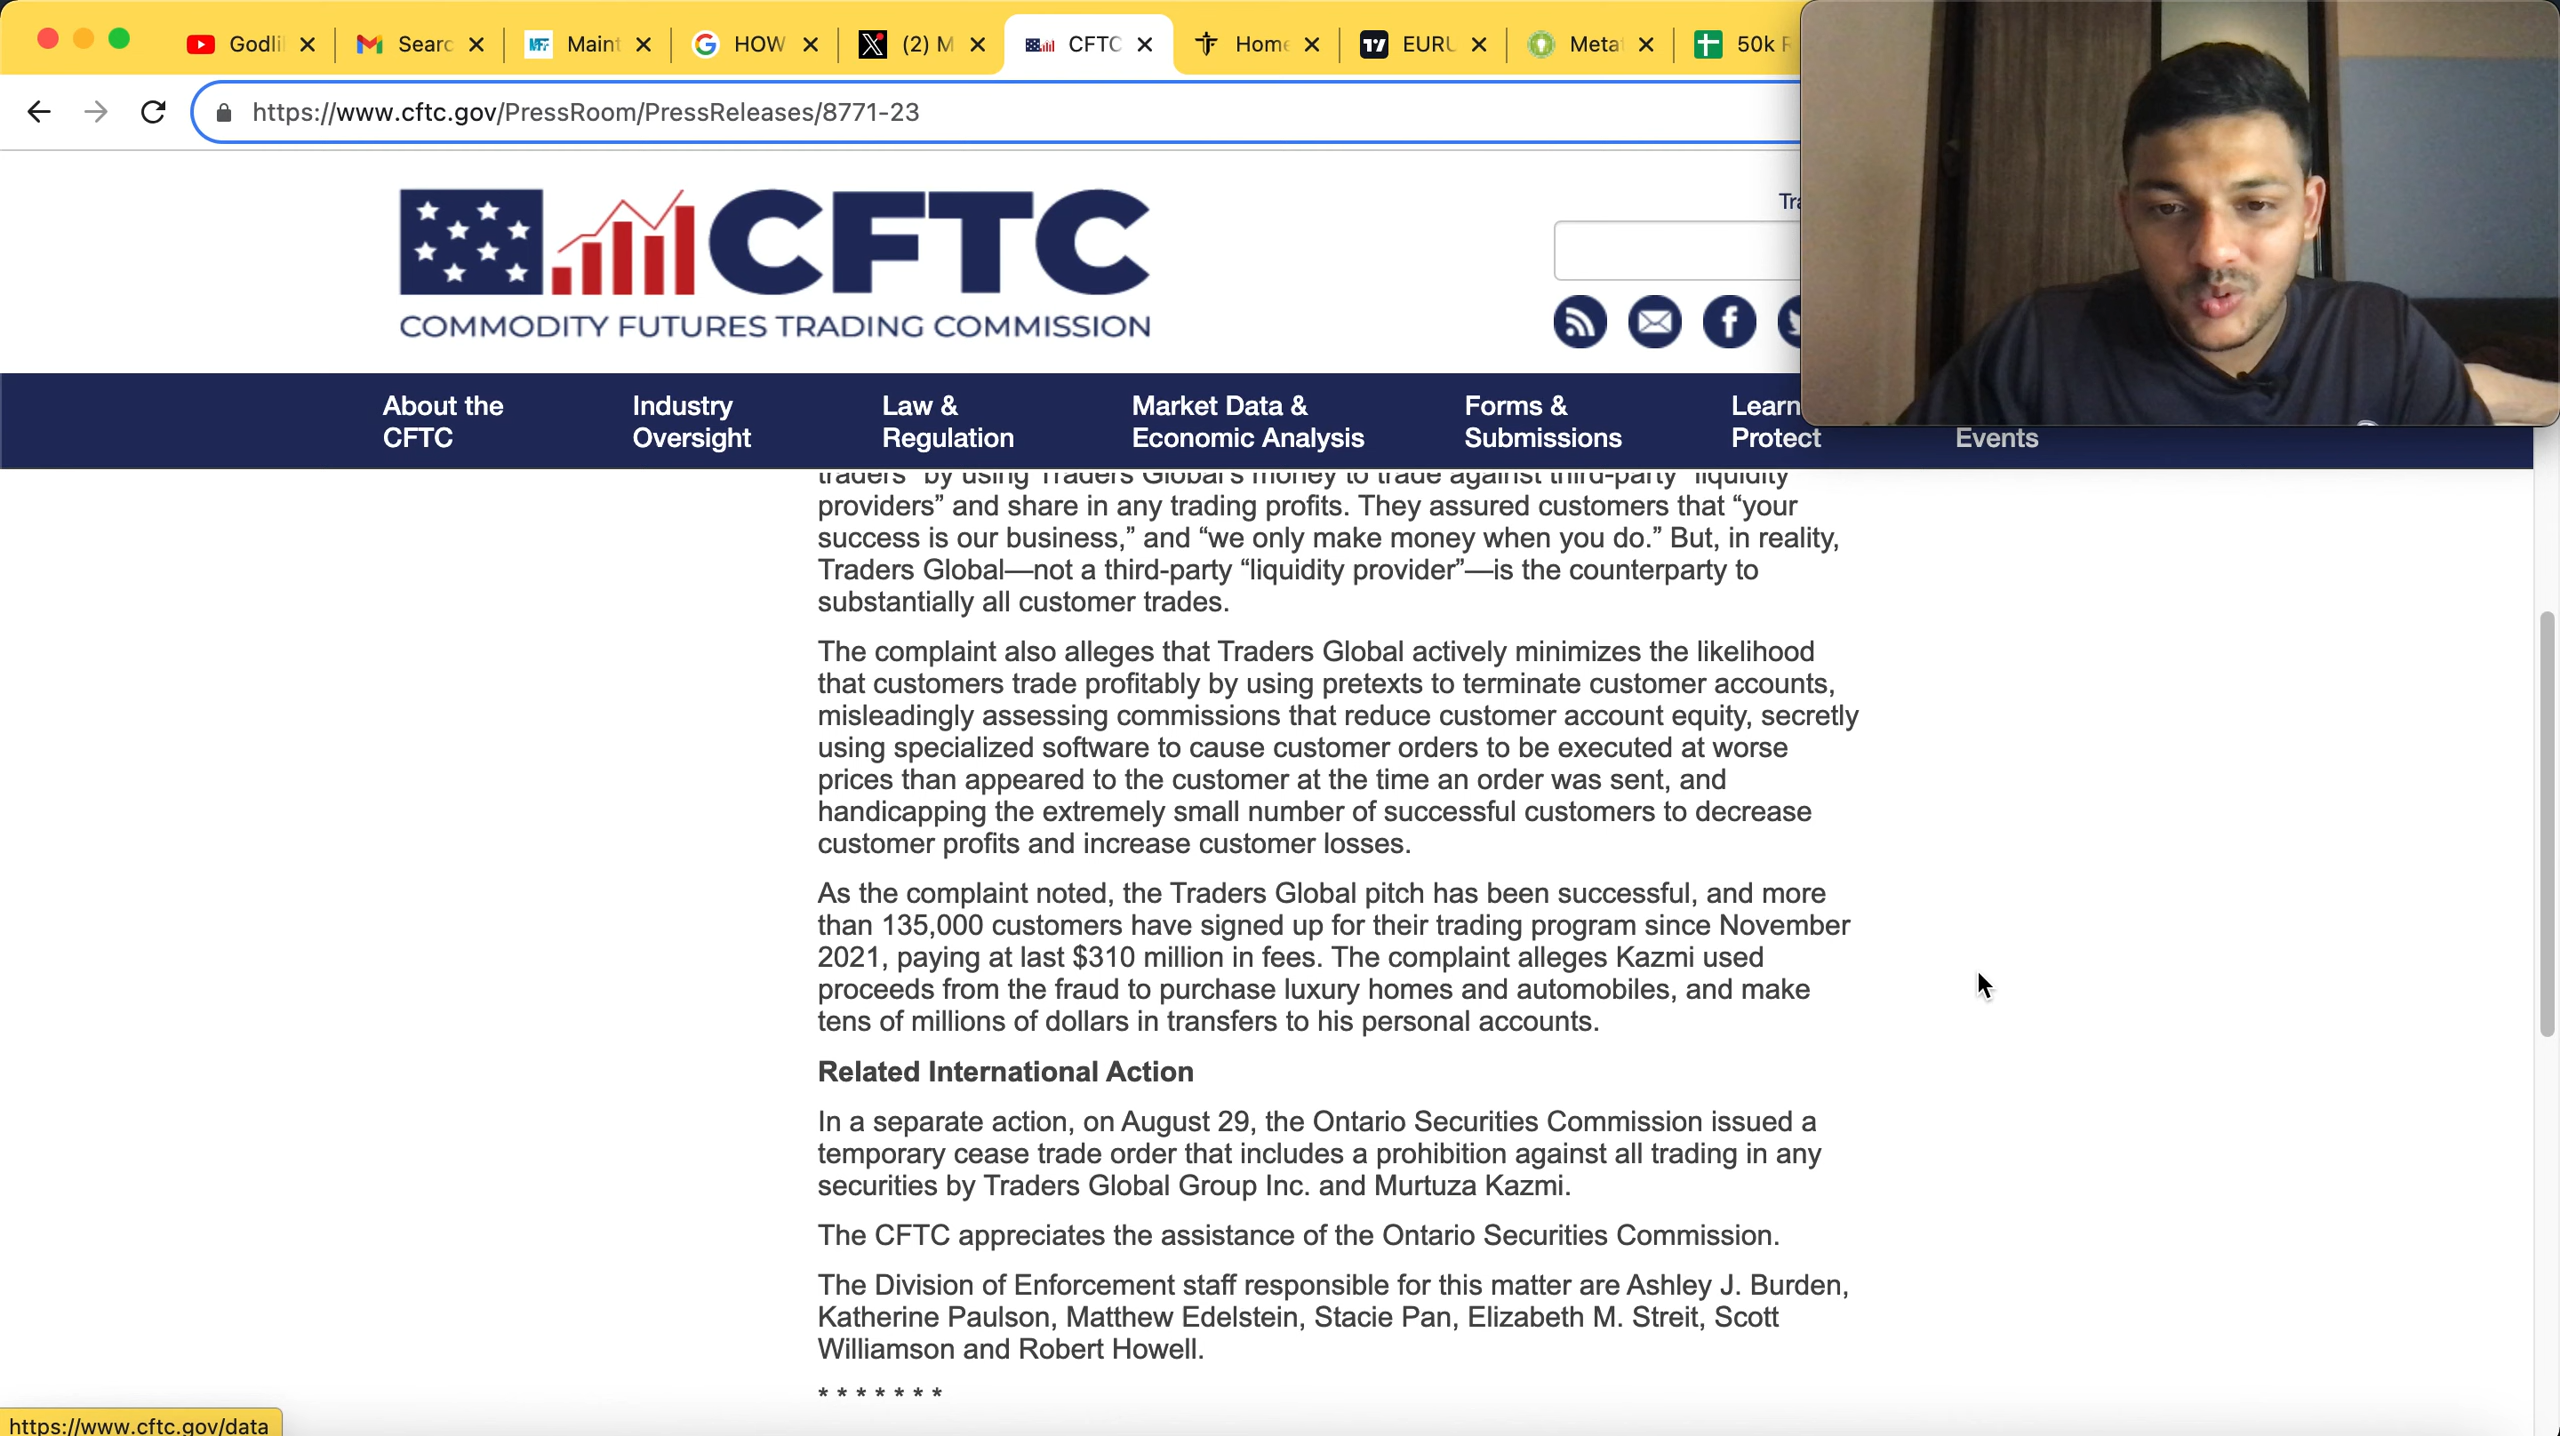 Godli
Searc
Maint
HOW
(2) M
CFTC
Home
EURU
Meta
50k F
https://www.cftc.gov/PressRoom/PressReleases/8771-23
CFTC
COMMODITY FUTURES TRADING COMMISSION
Tra
About the
CFTC
Industry
Oversight
Law &
Regulation
Market Data &
Economic Analysis
Forms &
Submissions
Learn
Protect
Events
traders” by using Traders Global’s money to trade against third-party “liquidity
providers” and share in any trading profits. They assured customers that “your
success is our business,” and “we only make money when you do.” But, in reality,
Traders Global—not a third-party “liquidity provider”—is the counterparty to
substantially all customer trades.
The complaint also alleges that Traders Global actively minimizes the likelihood
that customers trade profitably by using pretexts to terminate customer accounts,
misleadingly assessing commissions that reduce customer account equity, secretly
using specialized software to cause customer orders to be executed at worse
prices than appeared to the customer at the time an order was sent, and
handicapping the extremely small number of successful customers to decrease
customer profits and increase customer losses.
As the complaint noted, the Traders Global pitch has been successful, and more
than 135,000 customers have signed up for their trading program since November
2021, paying at last $310 million in fees. The complaint alleges Kazmi used
proceeds from the fraud to purchase luxury homes and automobiles, and make
tens of millions of dollars in transfers to his personal accounts.
Related International Action
In a separate action, on August 29, the Ontario Securities Commission issued a
temporary cease trade order that includes a prohibition against all trading in any
securities by Traders Global Group Inc. and Murtuza Kazmi.
The CFTC appreciates the assistance of the Ontario Securities Commission.
The Division of Enforcement staff responsible for this matter are Ashley J. Burden,
Katherine Paulson, Matthew Edelstein, Stacie Pan, Elizabeth M. Streit, Scott
Williamson and Robert Howell.
* * * * * * *
https://www.cftc.gov/data